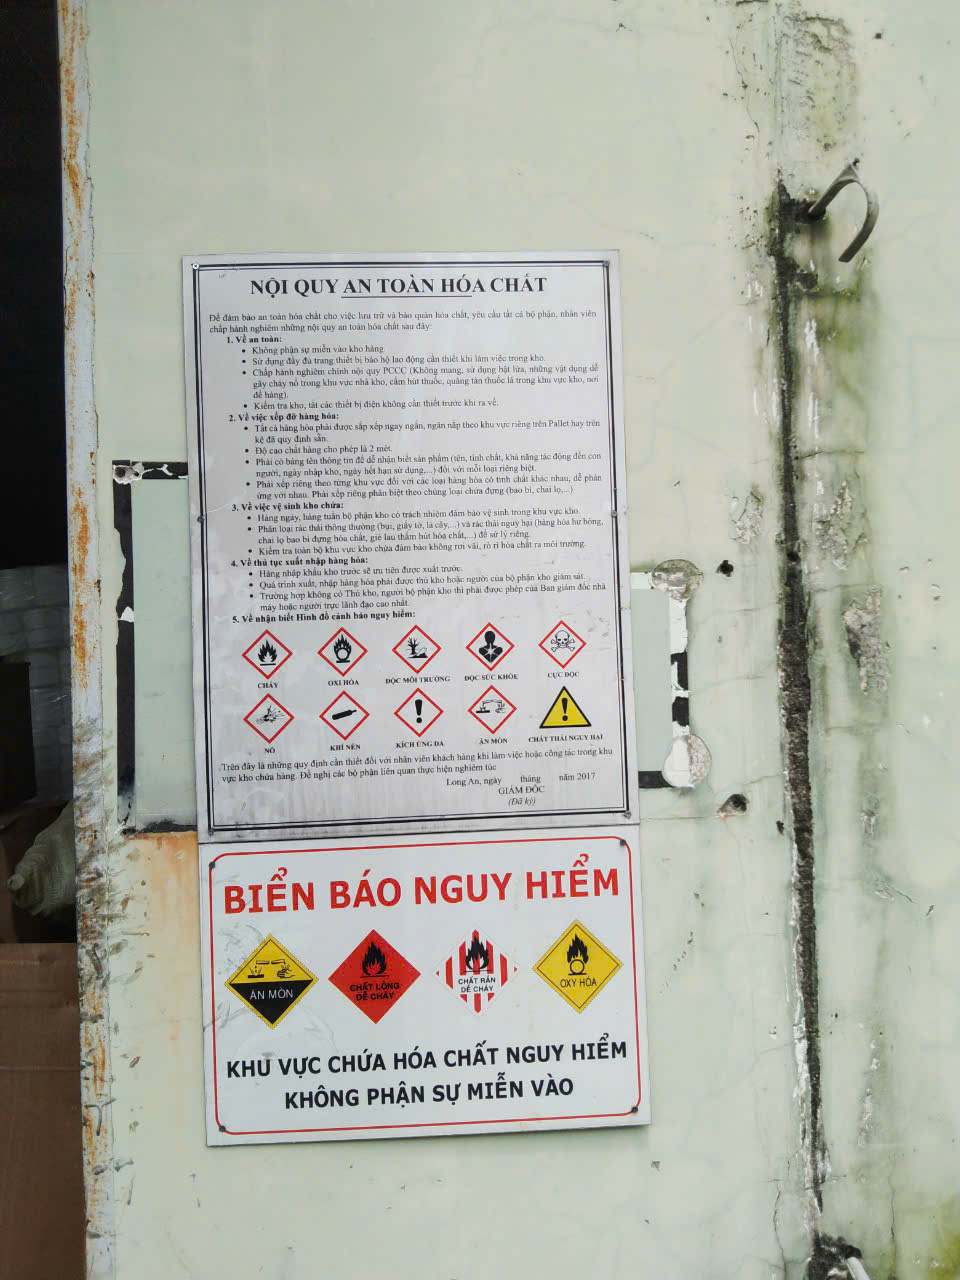 NỘI QUY AN TOÀN HÓA CHẤT
Để đảm bảo an toàn hóa chất cho việc lưu trữ và bảo quản hóa chất, yêu cầu tất cả bộ phận, nhân viên
chấp hành nghiêm những nội quy an toàn hóa chất sau đây:
1. Về an toàn:
• Không phận sự miễn vào kho hàng.
• Sử dụng đầy đủ trang thiết bị bảo hộ lao động cần thiết khi làm việc trong kho.
• Chấp hành nghiêm chỉnh nội quy PCCC (Không mang, sử dụng bật lửa, những vật dụng dễ
gây cháy nổ trong khu vực nhà kho, cấm hút thuốc, quăng tàn thuốc lá trong khu vực kho, nơi
để hàng).
• Kiểm tra kho, tắt các thiết bị điện không cần thiết trước khi ra về.
2. Về việc xếp đỡ hàng hóa:
• Tất cả hàng hóa phải được sắp xếp ngay ngắn, ngăn nắp theo khu vực riêng trên Pallet hay trên
kệ đã quy định sẵn.
• Độ cao chất hàng cho phép là 2 mét.
• Phải có bảng tên thông tin để dễ nhận biết sản phẩm (tên, tính chất, khả năng tác động đến con
người, ngày nhập kho, ngày hết hạn sử dụng,...) đối với mỗi loại riêng biệt.
• Phải xếp riêng theo từng khu vực đối với các loại hàng hóa có tính chất khác nhau, dễ phản
ứng với nhau. Phải xếp riêng phân biệt theo chủng loại chứa đựng (bao bì, chai lọ,...)
3. Về việc vệ sinh kho chứa:
• Hàng ngày, hàng tuần bộ phận kho có trách nhiệm đảm bảo vệ sinh trong khu vực kho.
• Phân loại rác thải thông thường (bụi, giấy tờ, lá cây,...) và rác thải nguy hại (hàng hóa hư hỏng,
chai lọ bao bì đựng hóa chất, giẻ lau thấm hút hóa chất,...) để sử lý riêng.
• Kiểm tra toàn bộ khu vực kho chứa đảm bảo không rơi vãi, rò rỉ hóa chất ra môi trường.
4. Về thủ tục xuất nhập hàng hóa:
• Hàng nhập khẩu kho trước sẽ ưu tiên được xuất trước.
• Quá trình xuất, nhập hàng hóa phải được thủ kho hoặc người của bộ phận kho giám sát.
• Trường hợp không có Thủ kho, người bộ phận kho thì phải được phép của Ban giám đốc nhà
máy hoặc người trực lãnh đạo cao nhất.
5. Về nhận biết Hình đồ cảnh báo nguy hiểm:
CHÁY OXI HÓA ĐỘC MÔI TRƯỜNG ĐỘC SỨC KHỎE CỰC ĐỘC
NỔ KHÍ NÉN KÍCH ỨNG DA ĂN MÒN CHẤT THẢI NGUY HẠI
Trên đây là những quy định cần thiết đối với nhân viên khách hàng khi làm việc hoặc công tác trong khu
vực kho chứa hàng. Đề nghị các bộ phận liên quan thực hiện nghiêm túc
Long An, ngày tháng năm 2017
GIÁM ĐỐC
(Đã ký)
BIỂN BÁO NGUY HIỂM
ĂN MÒN
CHẤT LỎNG
DỄ CHÁY
CHẤT RẮN
DỄ CHÁY
OXY HÓA
KHU VỰC CHỨA HÓA CHẤT NGUY HIỂM
KHÔNG PHẬN SỰ MIỄN VÀO